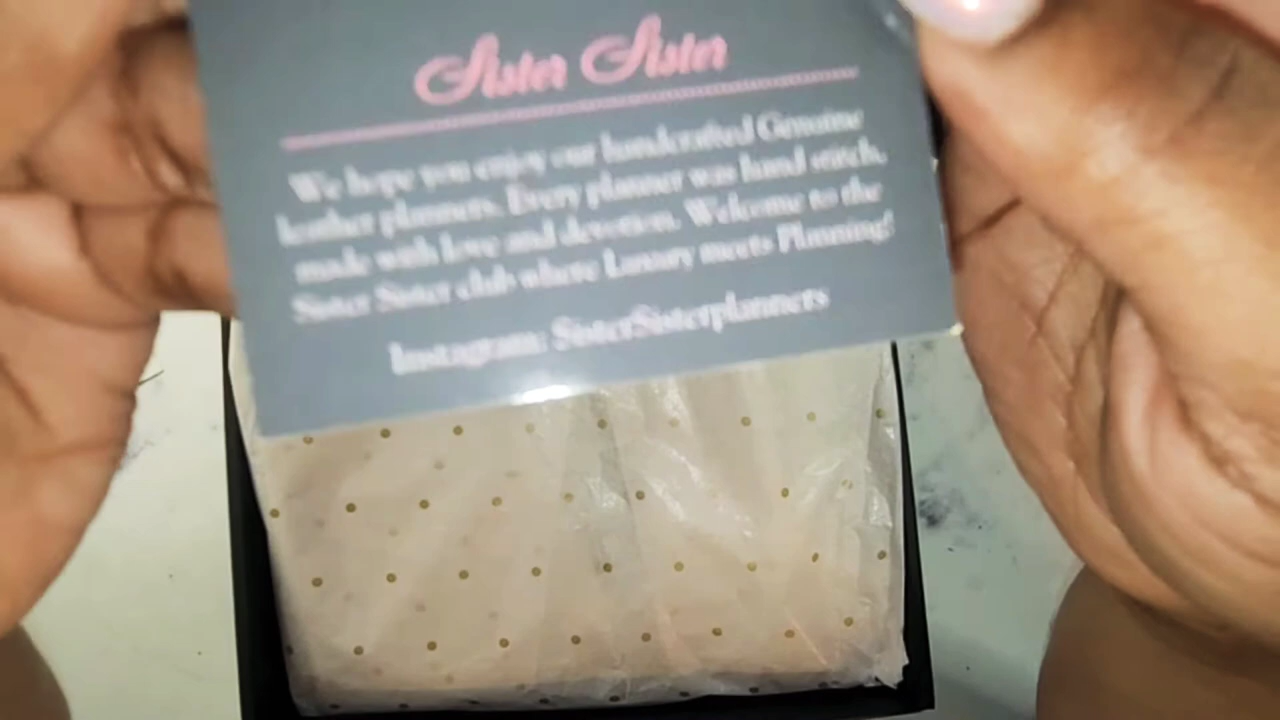 Sister Sister
We hope you enjoy our handcrafted Genuine
leather planners. Every planner was hand stitch,
made with love and devotion. Welcome to the
Sister Sister club where Luxury meets Planning!
Instagram: SisterSisterplanners